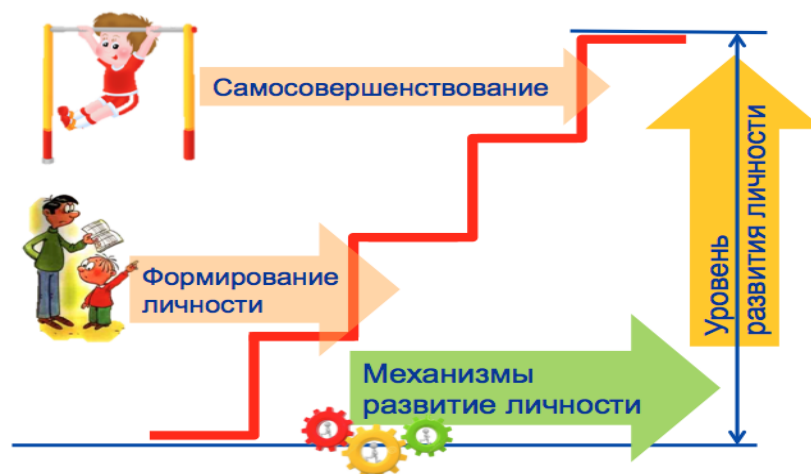 Самосовершенствование
Формирование
личности
Механизмы
развитие личности
Уровень
развития личности